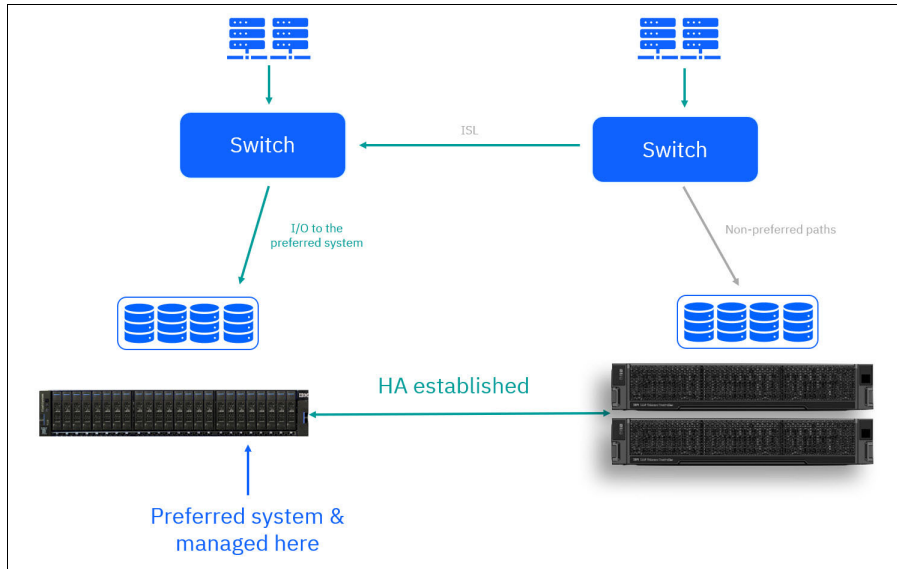 ISL
Switch
Switch
I/O to the
preferred system
Non-preferred paths
HA established
Preferred system &
managed here